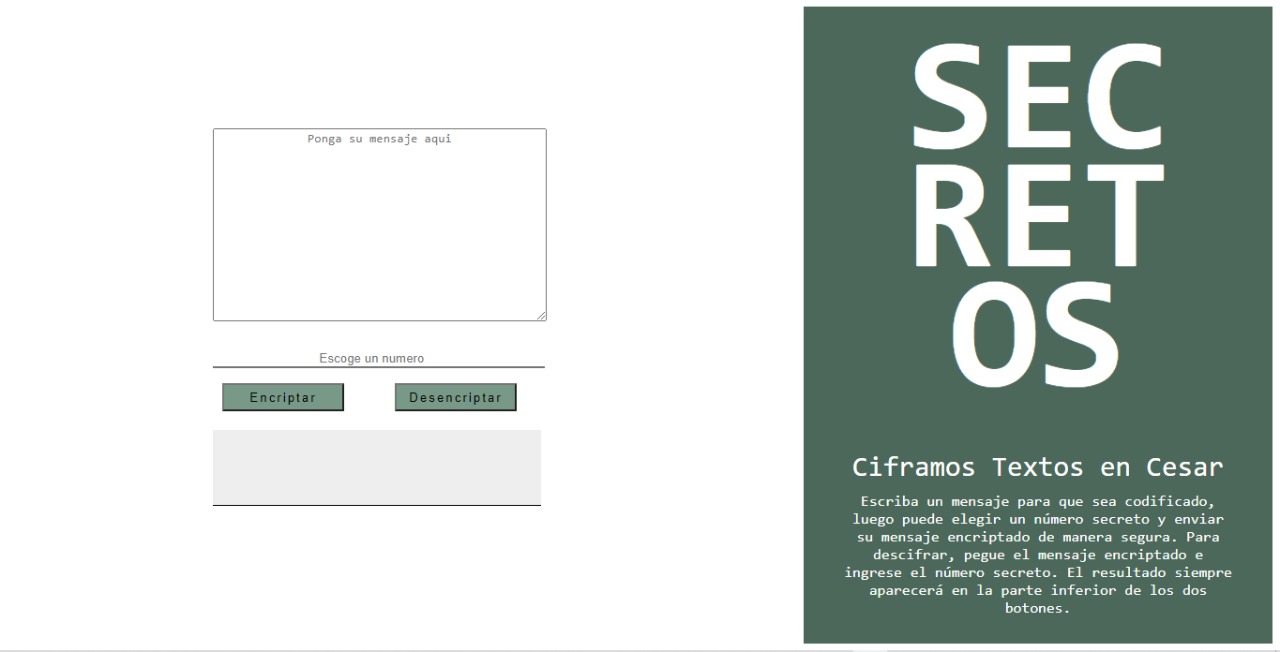 Ponga su mensaje aqui
Escoge un numero
Encriptar
Desencriptar
SEC
RET
OS
Ciframos Textos en Cesar
Escriba un mensaje para que sea codificado,
luego puede elegir un número secreto y enviar
su mensaje encriptado de manera segura. Para
descifrar, pegue el mensaje encriptado e
ingrese el número secreto. El resultado siempre
aparecerá en la parte inferior de los dos
botones.